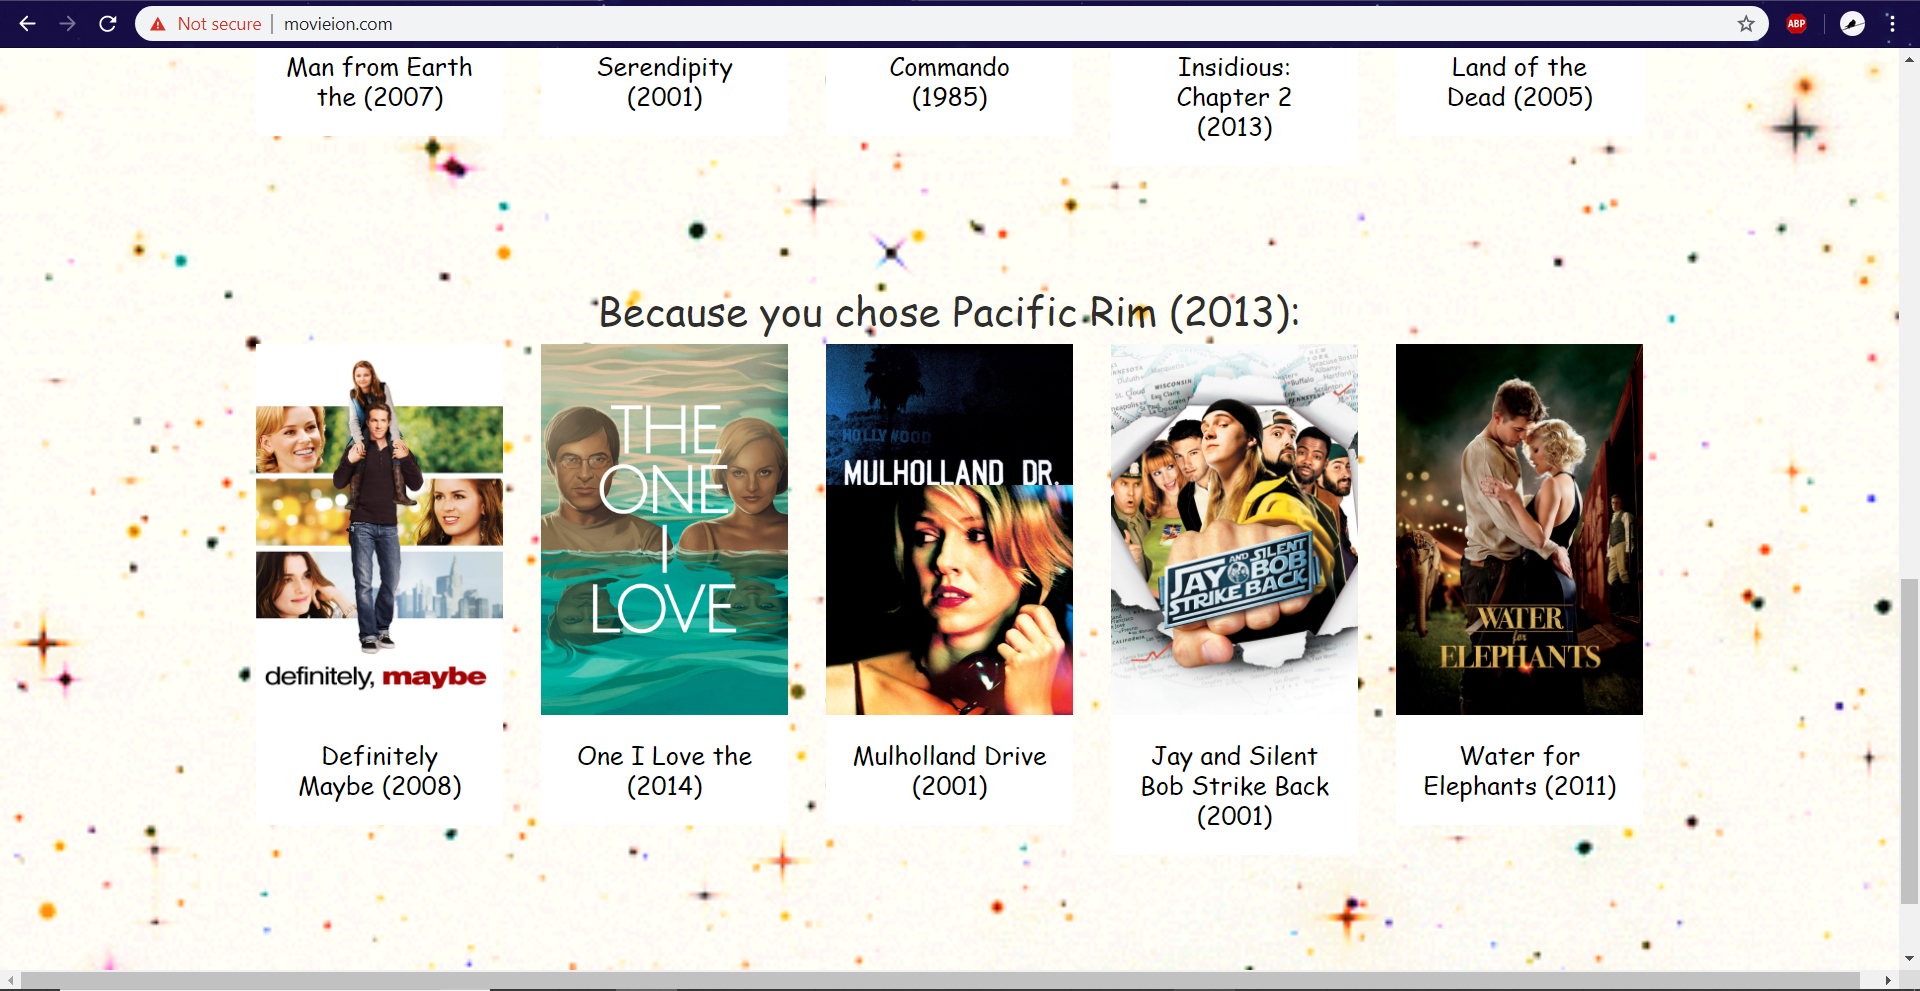 Not secure | movieion.com
ABP
Man from Earth
the (2007)
Serendipity
(2001)
Commando
(1985)
Insidious:
Chapter 2
(2013)
Land of the
Dead (2005)
Because you chose Pacific Rim (2013):
definitely, maybe
THE
ONE
I
LOVE
HOLLYWOOD
MULHOLLAND DR.
WISCONSIN
AND SILENT
JAY BOB
STRIKE BACK
WATER
for
ELEPHANTS
Definitely
Maybe (2008)
One I Love the
(2014)
Mulholland Drive
(2001)
Jay and Silent
Bob Strike Back
(2001)
Water for
Elephants (2011)